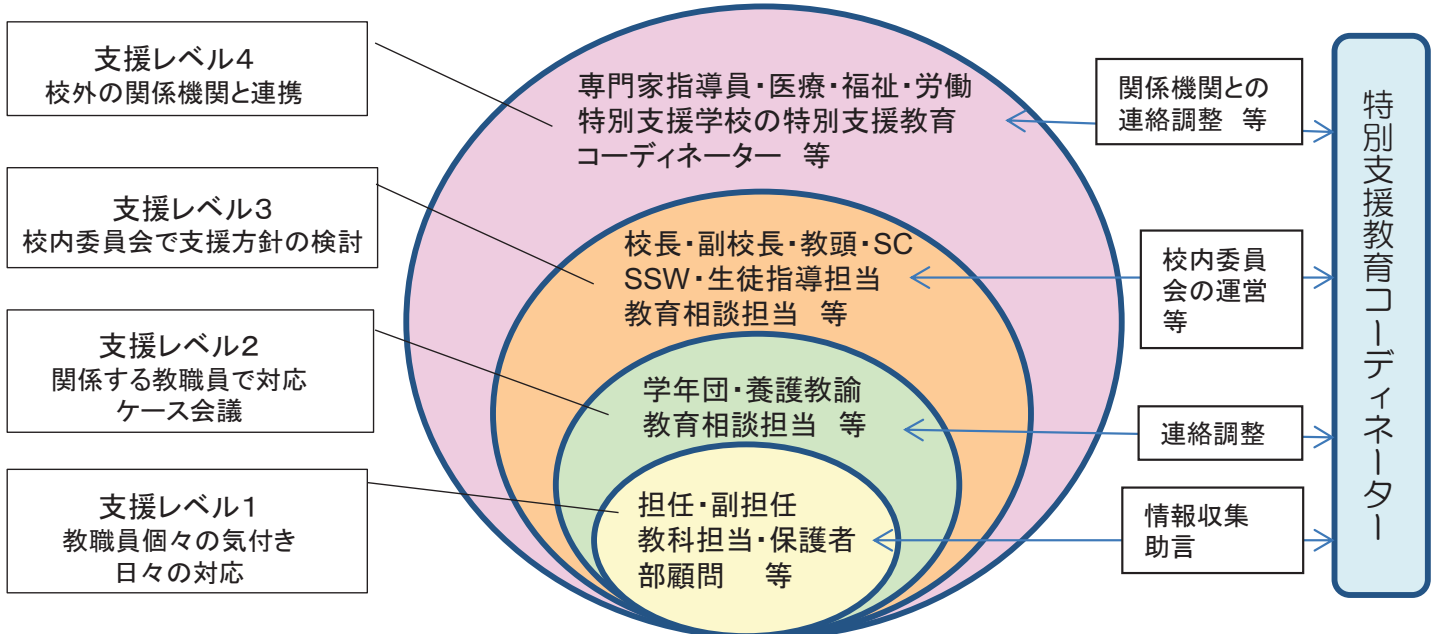 支援レベル4
校外の関係機関と連携
支援レベル3
校内委員会で支援方針の検討
支援レベル2
関係する教職員で対応
ケース会議
支援レベル1
教職員個々の気付き
日々の対応
専門家指導員・医療・福祉・労働
特別支援学校の特別支援教育
コーディネーター 等
校長・副校長・教頭・SC
SSW・生徒指導担当
教育相談担当 等
学年団・養護教諭
教育相談担当 等
担任・副担任
教科担当・保護者
部顧問 等
関係機関との
連絡調整 等
校内委員
会の運営
等
連絡調整
情報収集
助言
特別支援教育コーディネーター